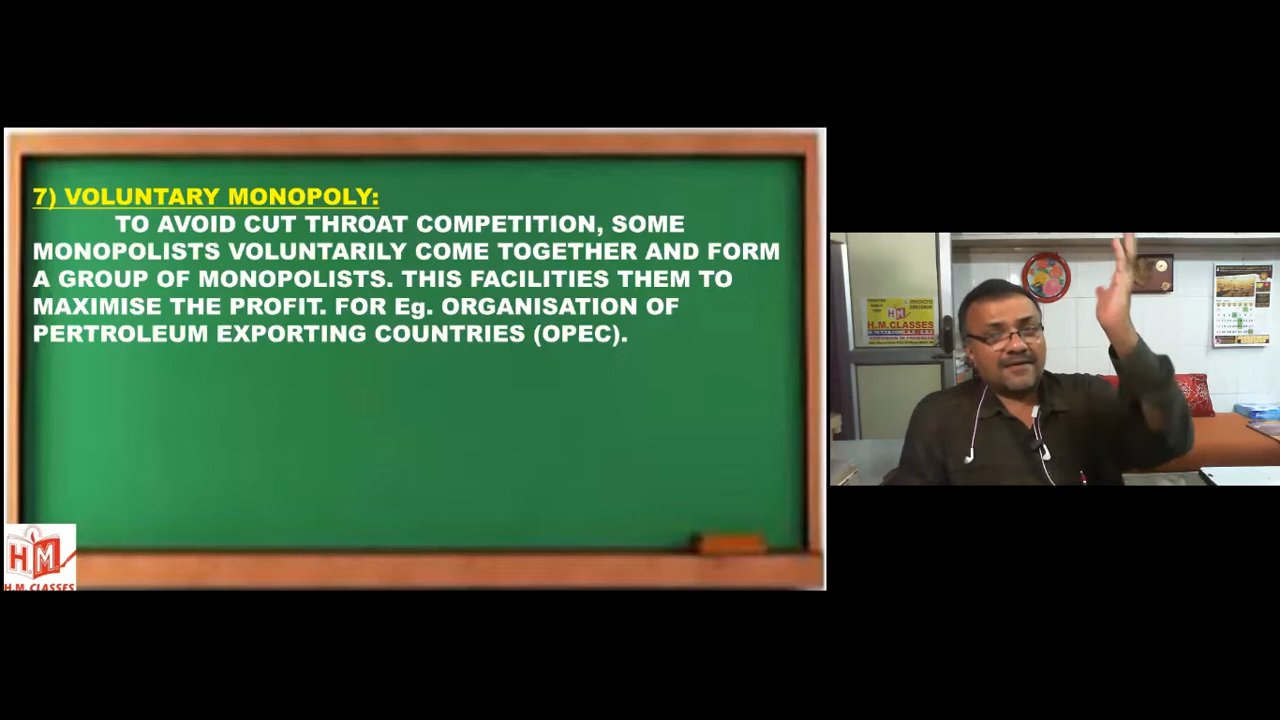 7) VOLUNTARY MONOPOLY:
TO AVOID CUT THROAT COMPETITION, SOME
MONOPOLISTS VOLUNTARILY COME TOGETHER AND FORM
A GROUP OF MONOPOLISTS. THIS FACILITIES THEM TO
MAXIMISE THE PROFIT. FOR Eg. ORGANISATION OF
PERTROLEUM EXPORTING COUNTRIES (OPEC).
H.M
H.M. CLASSES
HM
H.M.CLASSES